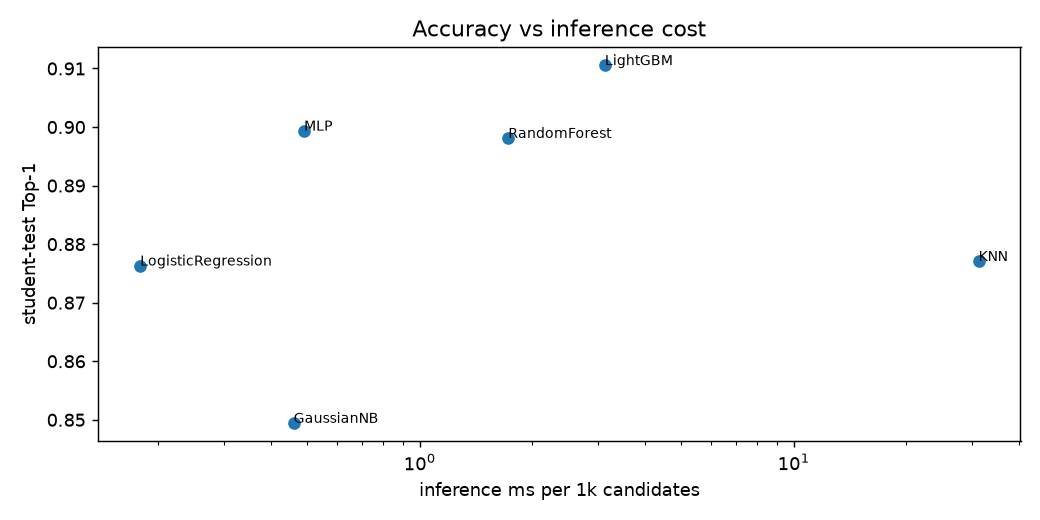 Accuracy vs inference cost
0.91
0.90
0.89
0.88
0.87
0.86
0.85
student-test Top-1
LightGBM
MLP
RandomForest
KNN
LogisticRegression
GaussianNB
10⁰
10¹
inference ms per 1k candidates